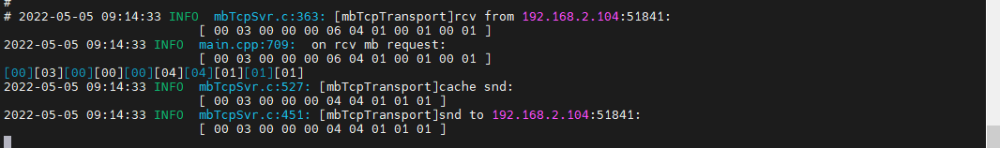 #
# 2022-05-05 09:14:33 INFO  mbTcpSvr.c:363: [mbTcpTransport]rcv from 192.168.2.104:51841:
[ 00 03 00 00 00 06 04 01 00 01 00 01 ]
2022-05-05 09:14:33 INFO  main.cpp:709:  on rcv mb request:
[ 00 03 00 00 00 06 04 01 00 01 00 01 ]
[00][03][00][00][00][04][04][01][01][01]
2022-05-05 09:14:33 INFO  mbTcpSvr.c:527: [mbTcpTransport]cache snd:
[ 00 03 00 00 00 04 04 01 01 01 ]
2022-05-05 09:14:33 INFO  mbTcpSvr.c:451: [mbTcpTransport]snd to 192.168.2.104:51841:
[ 00 03 00 00 00 04 04 01 01 01 ]